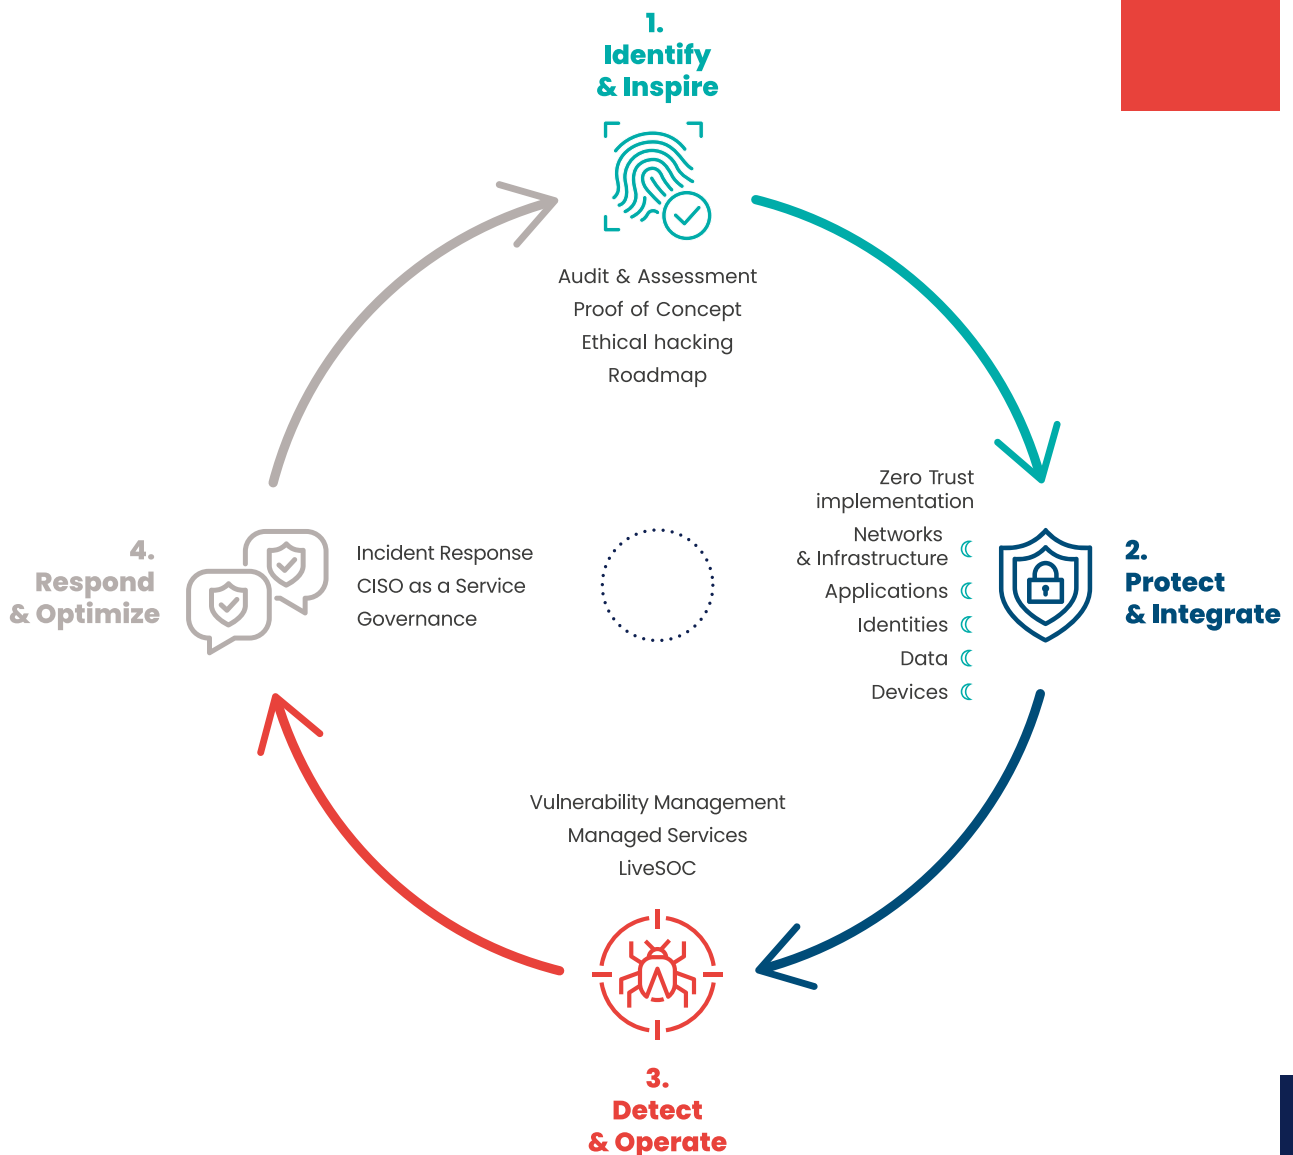 1.
Identify
& Inspire
Audit & Assessment
Proof of Concept
Ethical hacking
Roadmap
2.
Protect
& Integrate
Zero Trust
implementation
Networks
& Infrastructure
Applications
Identities
Data
Devices
3.
Detect
& Operate
Vulnerability Management
Managed Services
LiveSOC
4.
Respond
& Optimize
Incident Response
CISO as a Service
Governance